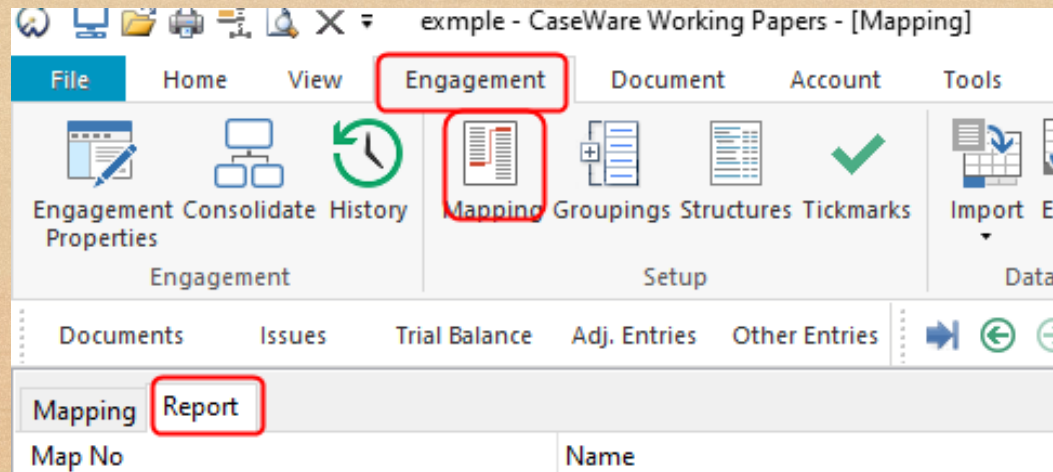 exmple - CaseWare Working Papers - [Mapping]
File Home View Engagement Document Account Tools
Engagement Properties Consolidate History Mapping Groupings Structures Tickmarks Import
Engagement Setup
Documents Issues Trial Balance Adj. Entries Other Entries
Mapping Report
Map No Name